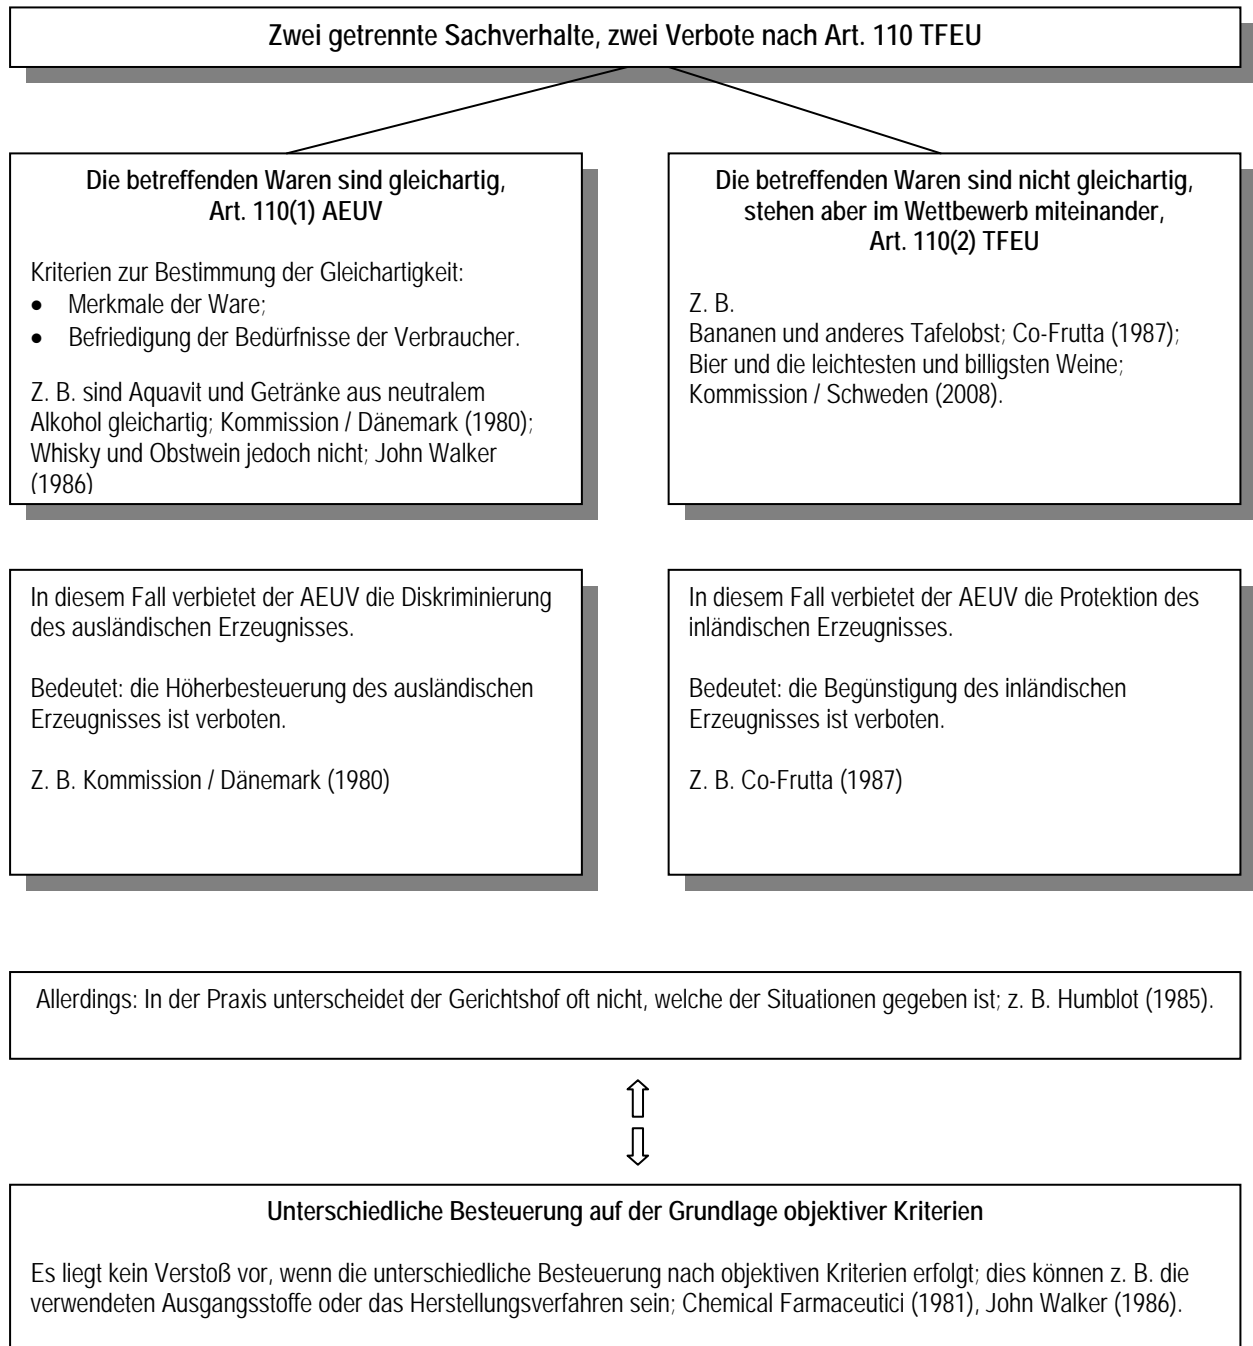 Zwei getrennte Sachverhalte, zwei Verbote nach Art. 110 TFEU
Die betreffenden Waren sind gleichartig,
Art. 110(1) AEUV
Kriterien zur Bestimmung der Gleichartigkeit:
• Merkmale der Ware;
• Befriedigung der Bedürfnisse der Verbraucher.
Z. B. sind Aquavit und Getränke aus neutralem
Alkohol gleichartig; Kommission / Dänemark (1980);
Whisky und Obstwein jedoch nicht; John Walker
(1986)
Die betreffenden Waren sind nicht gleichartig,
stehen aber im Wettbewerb miteinander,
Art. 110(2) TFEU
Z. B.
Bananen und anderes Tafelobst; Co-Frutta (1987);
Bier und die leichtesten und billigsten Weine;
Kommission / Schweden (2008).
In diesem Fall verbietet der AEUV die Diskriminierung
des ausländischen Erzeugnisses.
Bedeutet: die Höherbesteuerung des ausländischen
Erzeugnisses ist verboten.
Z. B. Kommission / Dänemark (1980)
In diesem Fall verbietet der AEUV die Protektion des
inländischen Erzeugnisses.
Bedeutet: die Begünstigung des inländischen
Erzeugnisses ist verboten.
Z. B. Co-Frutta (1987)
Allerdings: In der Praxis unterscheidet der Gerichtshof oft nicht, welche der Situationen gegeben ist; z. B. Humblot (1985).
Unterschiedliche Besteuerung auf der Grundlage objektiver Kriterien
Es liegt kein Verstoß vor, wenn die unterschiedliche Besteuerung nach objektiven Kriterien erfolgt; dies können z. B. die
verwendeten Ausgangsstoffe oder das Herstellungsverfahren sein; Chemical Farmaceutici (1981), John Walker (1986).